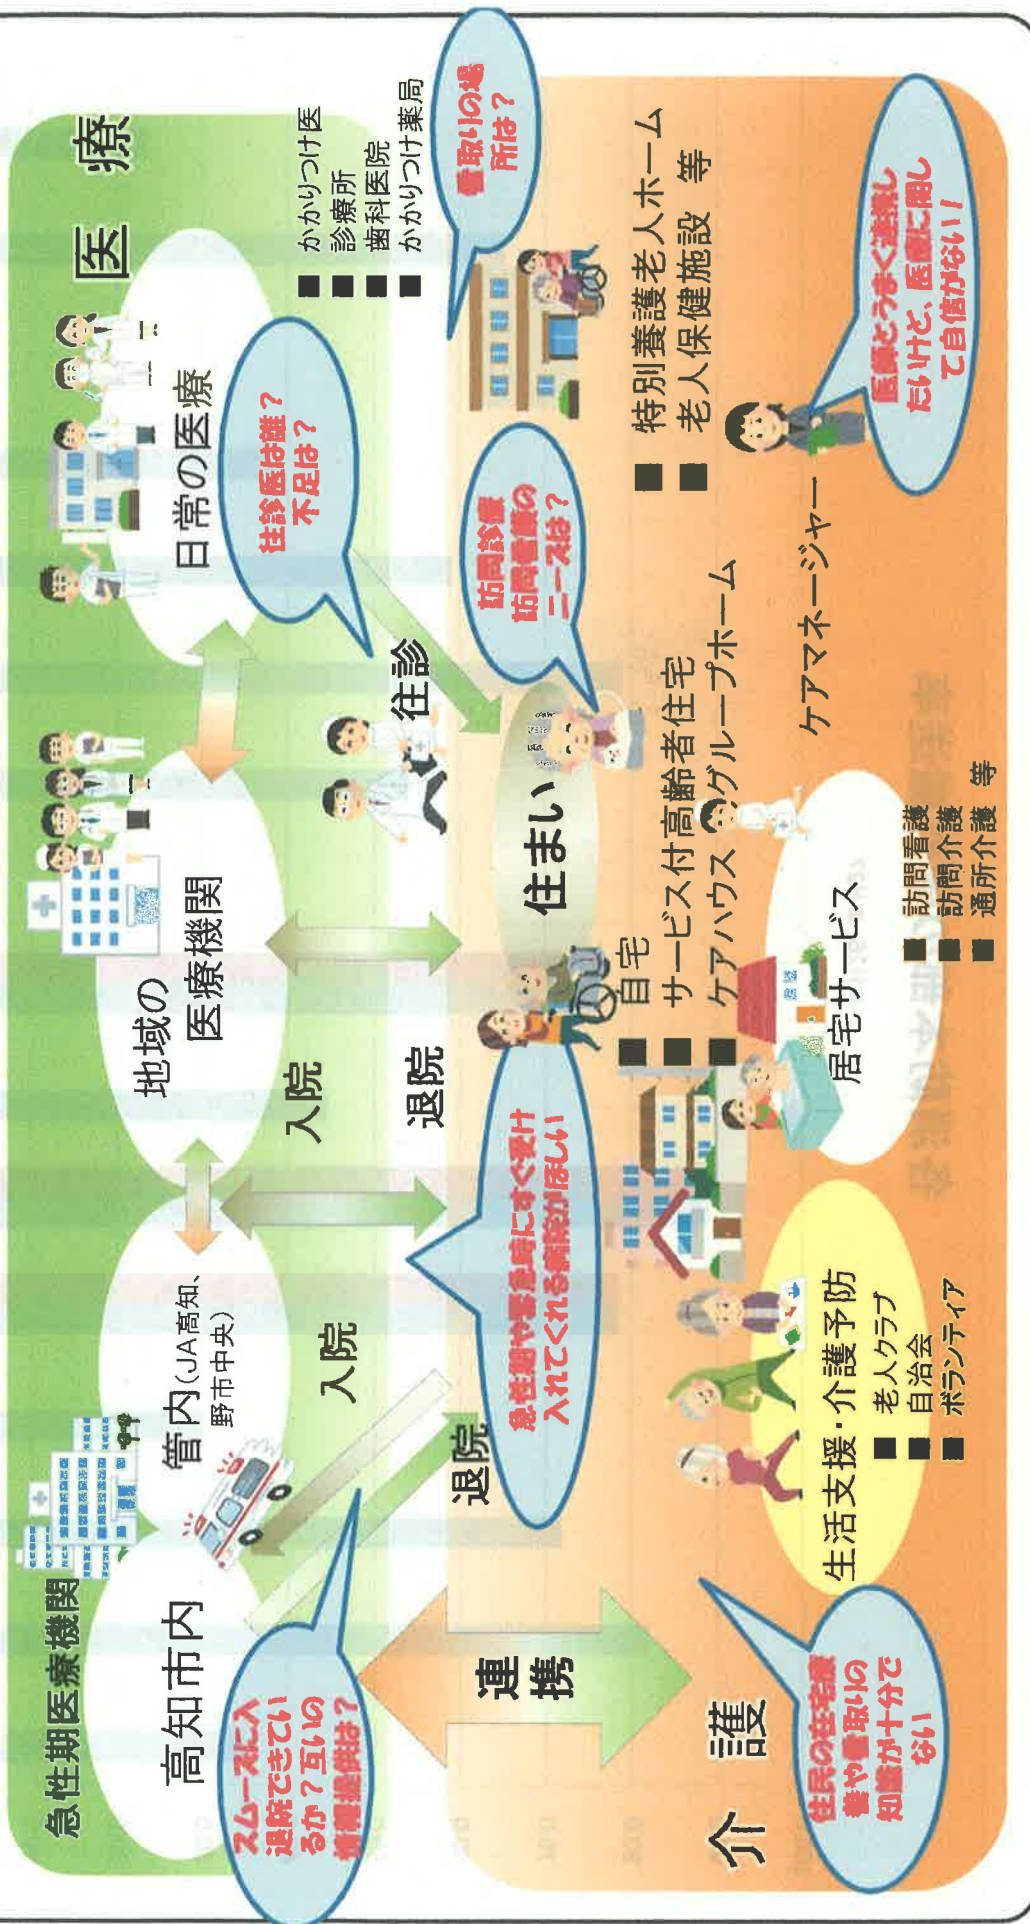 急性期医療機関
高知市内
管内(JA高知、
野市中央)
地域の
医療機関
日常の医療
医 療
■ かかりつけ医
■ 診療所
■ 歯科医院
■ かかりつけ薬局
スムーズに入
退院できてい
るか?互いの
情報提供は?
入院
退院
入院
退院
往診
往診医は誰?
不足は?
看取りの場
所は?
連携
急性期や緊急時にすぐ受け
入れてくれる病院がほしい
住まい
訪問診療
訪問看護の
ニーズは?
■ 自宅
■ サービス付高齢者住宅
■ ケアハウス グループホーム
■ 特別養護老人ホーム
■ 老人保健施設 等
介 護
住民の在宅療
養や看取りの
知識が十分で
ない
生活支援・介護予防
■ 老人クラブ
■ 自治会
■ ボランティア
居宅サービス
■ 訪問看護
■ 訪問介護
■ 通所介護 等
ケアマネージャー
医師とうまく連携し
たいけど、医療に関し
て自信がない!